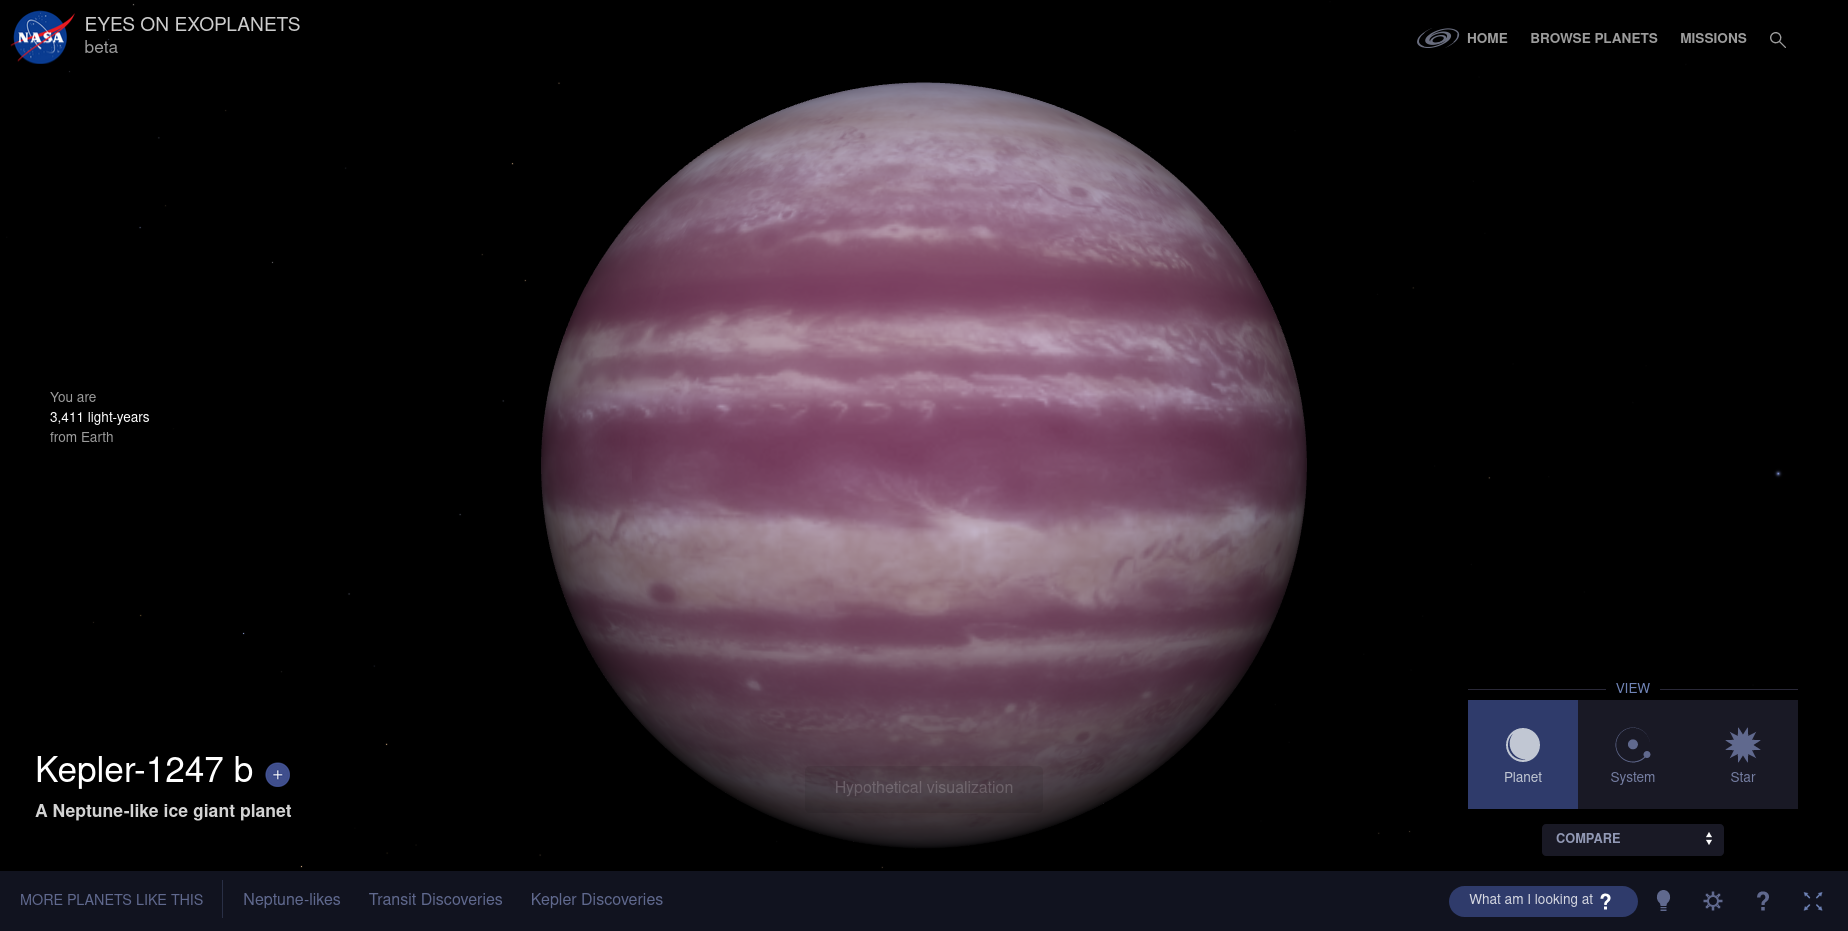 NASA
EYES ON EXOPLANETS
beta
HOME
BROWSE PLANETS
MISSIONS
You are
3,411 light-years
from Earth
Kepler-1247 b +
A Neptune-like ice giant planet
Hypothetical visualization
VIEW
Planet
System
Star
COMPARE
MORE PLANETS LIKE THIS
Neptune-likes
Transit Discoveries
Kepler Discoveries
What am I looking at ?
?